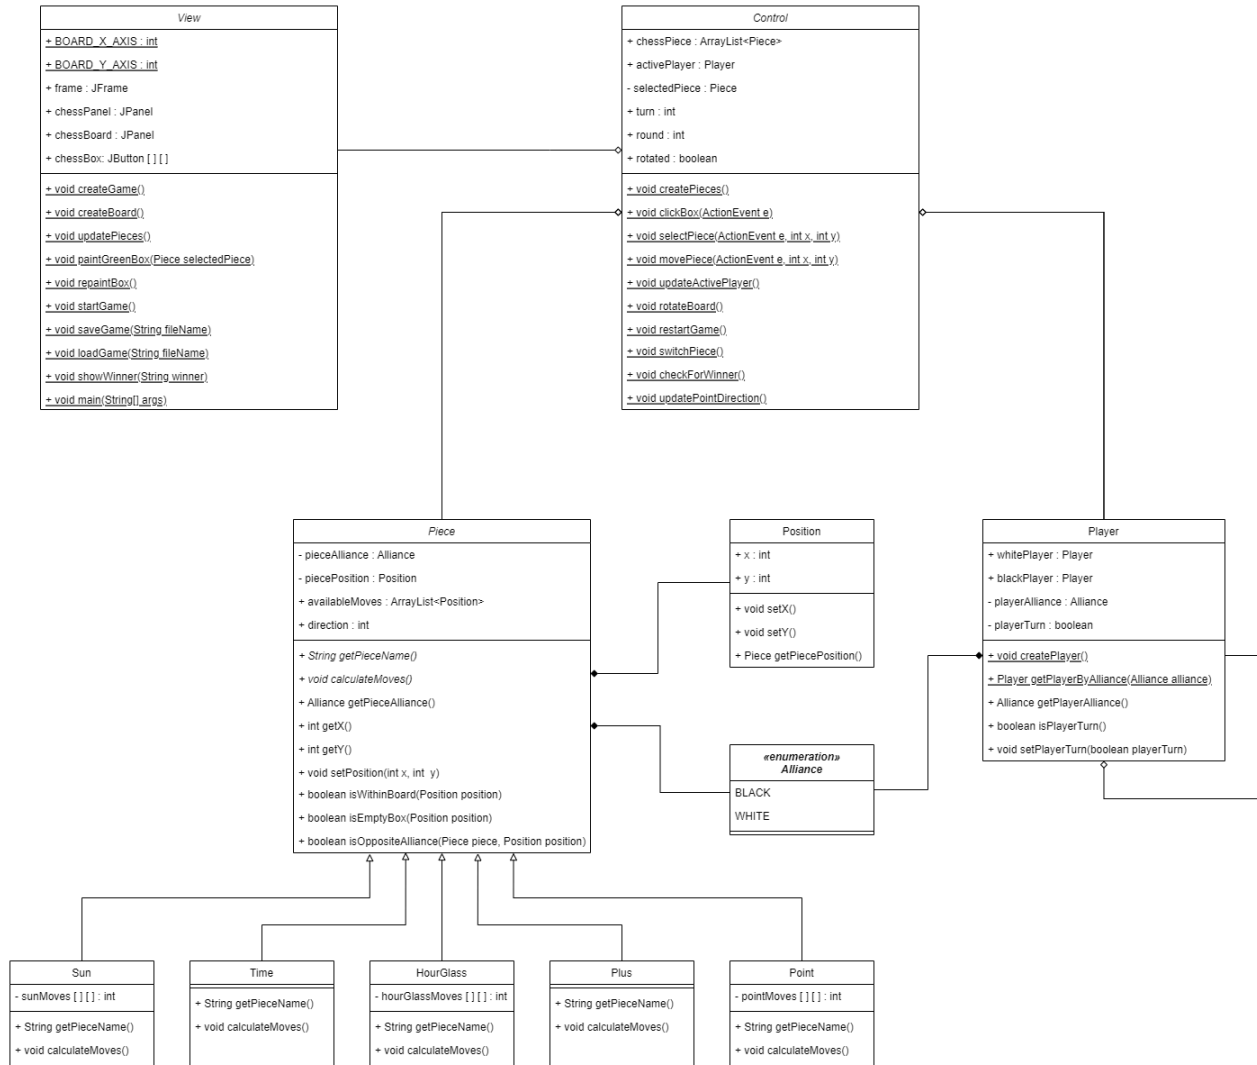 View
+ BOARD_X_AXIS : int
+ BOARD_Y_AXIS : int
+ frame : JFrame
+ chessPanel : JPanel
+ chessBoard : JPanel
+ chessBox: JButton [ ] [ ]
+ void createGame()
+ void createBoard()
+ void updatePieces()
+ void paintGreenBox(Piece selectedPiece)
+ void repaintBox()
+ void startGame()
+ void saveGame(String fileName)
+ void loadGame(String fileName)
+ void showWinner(String winner)
+ void main(String[] args)
Control
+ chessPiece : ArrayList<Piece>
+ activePlayer : Player
- selectedPiece : Piece
+ turn : int
+ round : int
+ rotated : boolean
+ void createPieces()
+ void clickBox(ActionEvent e)
+ void selectPiece(ActionEvent e, int x, int y)
+ void movePiece(ActionEvent e, int x, int y)
+ void updateActivePlayer()
+ void rotateBoard()
+ void restartGame()
+ void switchPiece()
+ void checkForWinner()
+ void updatePointDirection()
Piece
- pieceAlliance : Alliance
- piecePosition : Position
+ availableMoves : ArrayList<Position>
+ direction : int
+ String getPieceName()
+ void calculateMoves()
+ Alliance getPieceAlliance()
+ int getX()
+ int getY()
+ void setPosition(int x, int  y)
+ boolean isWithinBoard(Position position)
+ boolean isEmptyBox(Position position)
+ boolean isOppositeAlliance(Piece piece, Position position)
Position
+ x : int
+ y : int
+ void setX()
+ void setY()
+ Piece getPiecePosition()
«enumeration»
Alliance
BLACK
WHITE
Player
+ whitePlayer : Player
+ blackPlayer : Player
- playerAlliance : Alliance
- playerTurn : boolean
+ void createPlayer()
+ Player getPlayerByAlliance(Alliance alliance)
+ Alliance getPlayerAlliance()
+ boolean isPlayerTurn()
+ void setPlayerTurn(boolean playerTurn)
Sun
- sunMoves [ ] [ ] : int
+ String getPieceName()
+ void calculateMoves()
Time
+ String getPieceName()
+ void calculateMoves()
HourGlass
- hourGlassMoves [ ] [ ] : int
+ String getPieceName()
+ void calculateMoves()
Plus
+ String getPieceName()
+ void calculateMoves()
Point
- pointMoves [ ] [ ] : int
+ String getPieceName()
+ void calculateMoves()